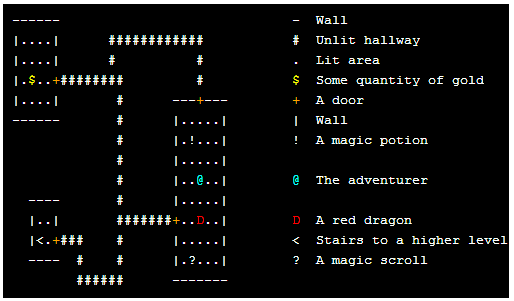 ------                             -  Wall
|....|      ############           #  Unlit hallway
|....|      #          #           .  Lit area
|.$..+########         #           $  Some quantity of gold
|....|       #      ---+---        +  A door
------       #      |.....|        |  Wall
             #      |.!...|        !  A magic potion
             #      |.....|
             #      |..@..|        @  The adventurer
  ----       #      |.....|
  |..|       #######+..D..|        D  A red dragon
  |<.+###    #      |.....|        <  Stairs to a higher level
  ----  #    #      |.?...|        ?  A magic scroll
        ######      -------